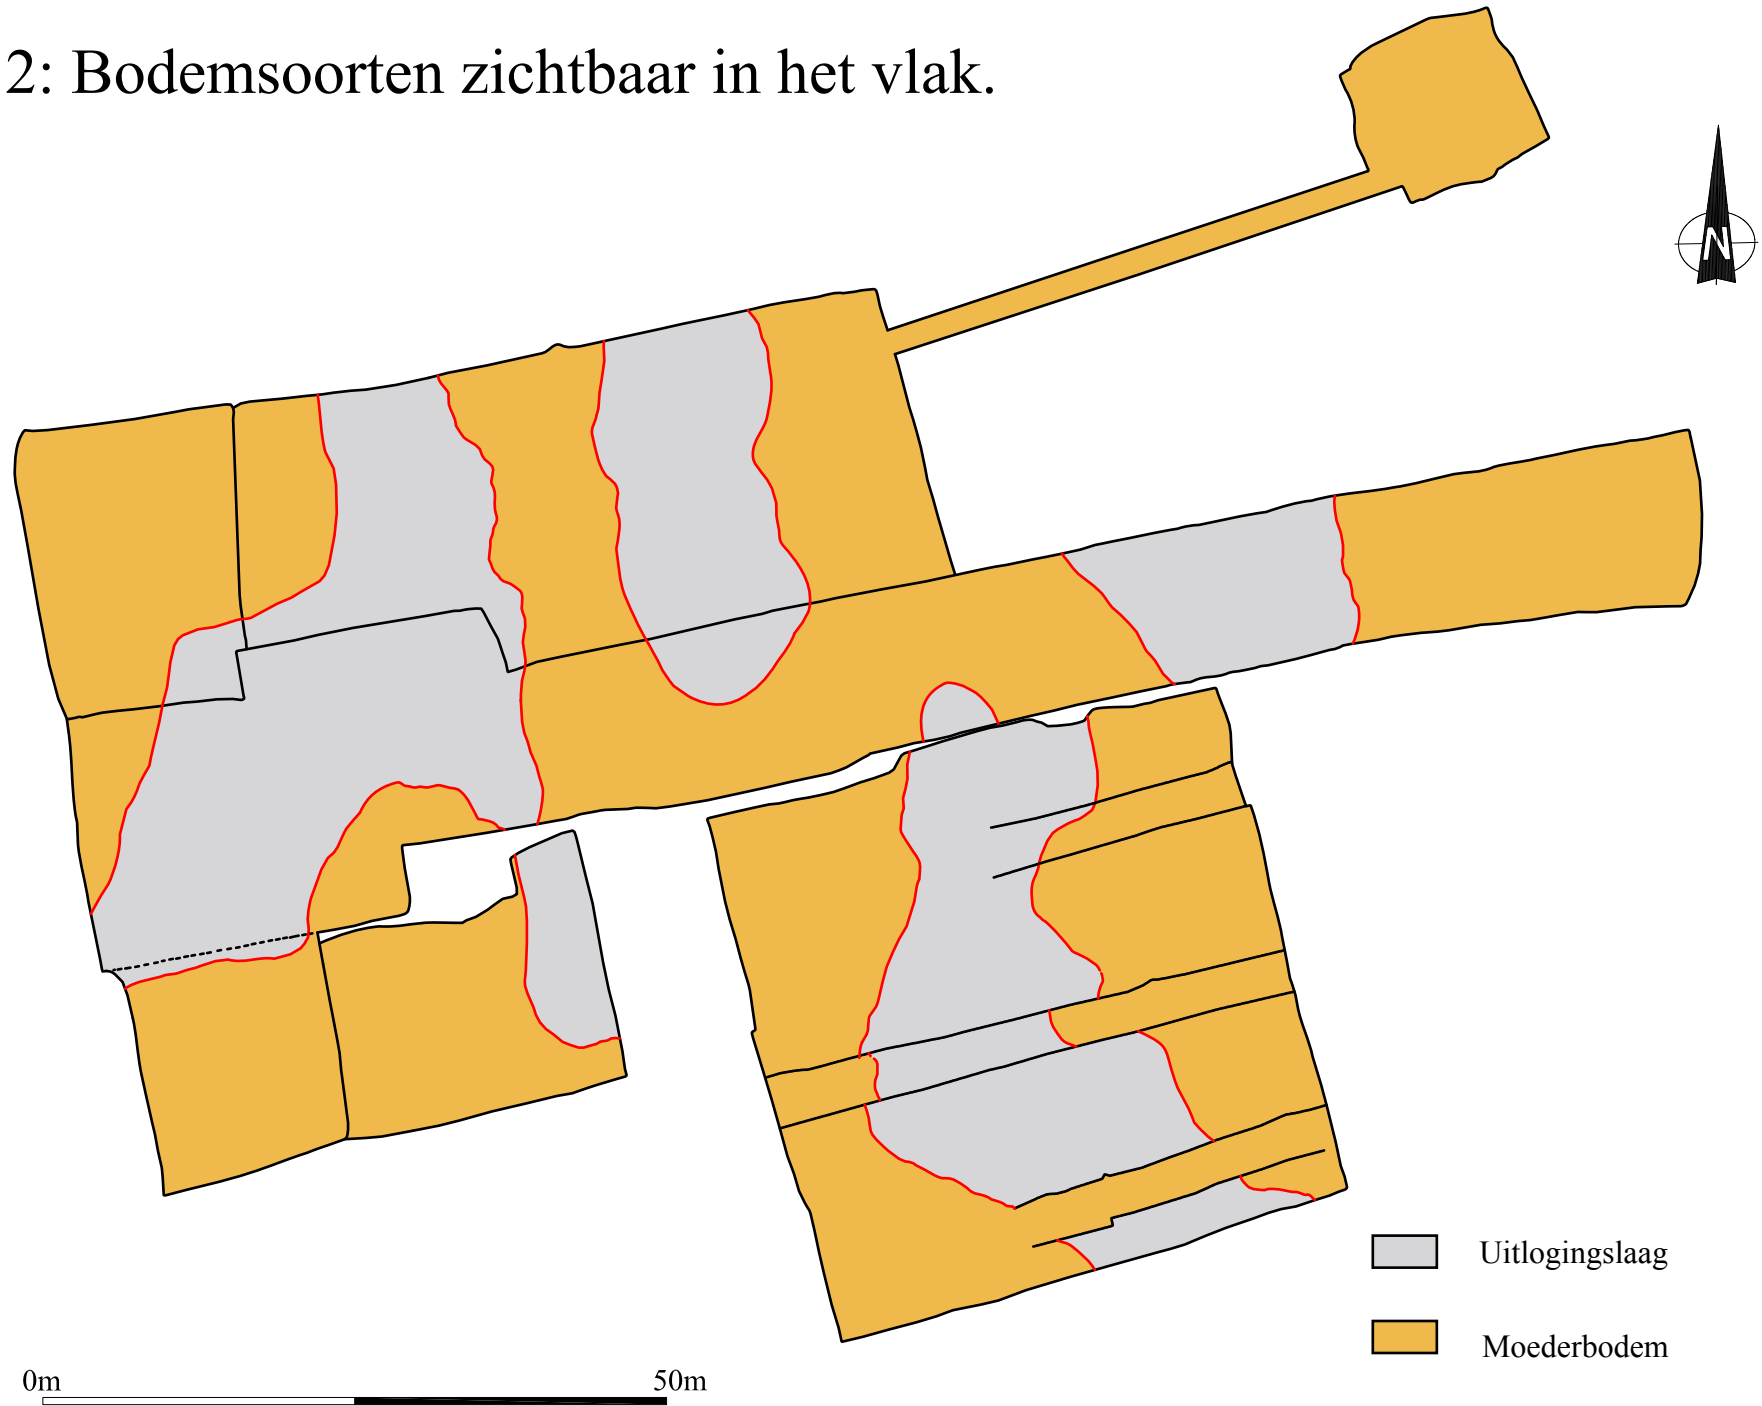 2: Bodemsoorten zichtbaar in het vlak.
N
Uitlogingslaag
Moederbodem
0m 50m